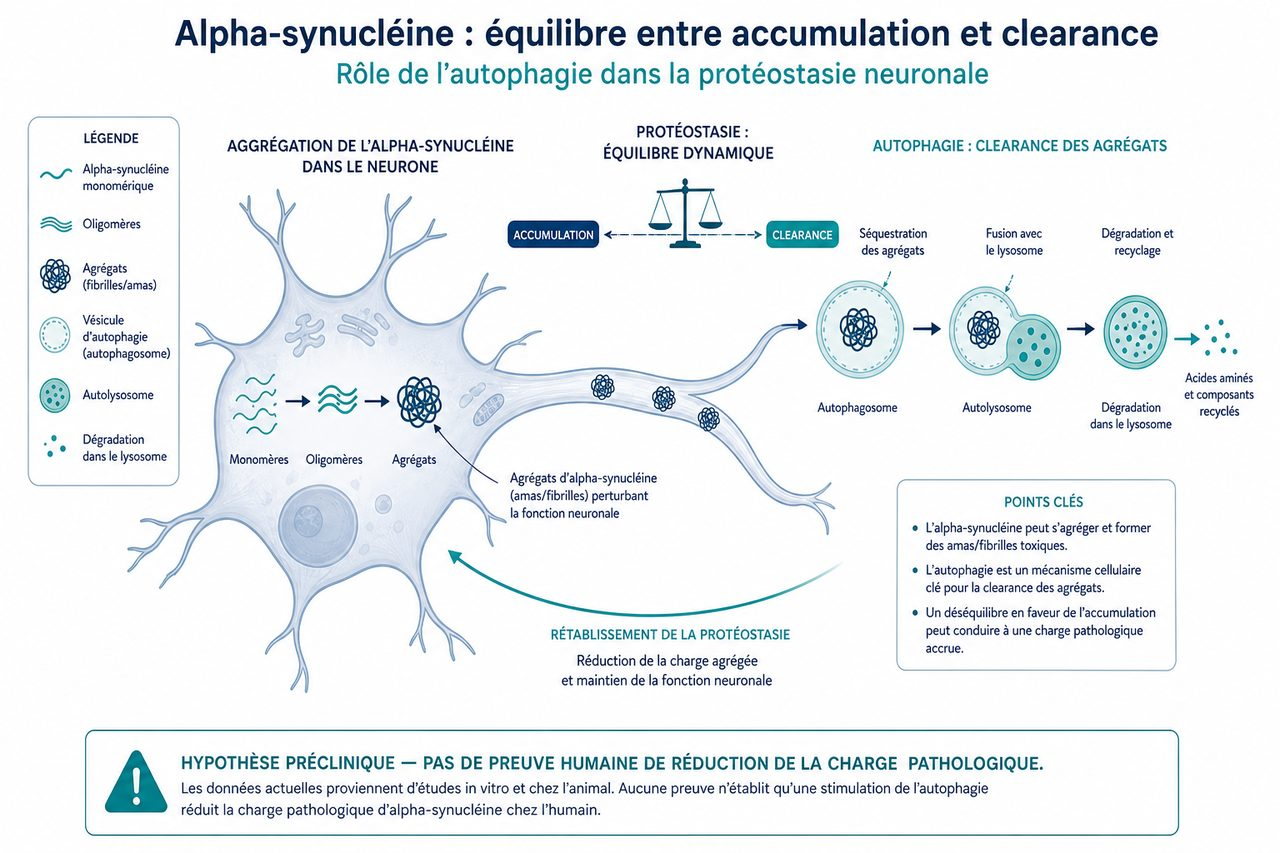 Alpha-synucléine : équilibre entre accumulation et clearance
Rôle de l'autophagie dans la protéostasie neuronale
LÉGENDE
Alpha-synucléine
monomérique
Oligomères
Agrégats
(fibrilles/amas)
Vésicule
d'autophagie
(autophagosome)
Autolysosome
Dégradation
dans le lysosome
AGGRÉGATION DE L'ALPHA-SYNUCLÉINE
DANS LE NEURONE
Monomères
Oligomères
Agrégats
Agrégats d'alpha-synucléine
(amas/fibrilles) perturbant
la fonction neuronale
PROTÉOSTASIE :
ÉQUILIBRE DYNAMIQUE
ACCUMULATION
CLEARANCE
AUTOPHAGIE : CLEARANCE DES AGRÉGATS
Séquestration
des agrégats
Fusion avec
le lysosome
Dégradation et
recyclage
Autophagosome
Autolysosome
Dégradation
dans le lysosome
Acides aminés
et composants
recyclés
RÉTABLISSEMENT DE LA PROTÉOSTASIE
Réduction de la charge agrégée
et maintien de la fonction neuronale
POINTS CLÉS
• L'alpha-synucléine peut s'agréger et former
des amas/fibrilles toxiques.
• L'autophagie est un mécanisme cellulaire
clé pour la clearance des agrégats.
• Un déséquilibre en faveur de l'accumulation
peut conduire à une charge pathologique
accrue.
HYPOTHÈSE PRÉCLINIQUE — PAS DE PREUVE HUMAINE DE RÉDUCTION DE LA CHARGE PATHOLOGIQUE.
Les données actuelles proviennent d'études in vitro et chez l'animal. Aucune preuve n'établit qu'une stimulation de l'autophagie
réduit la charge pathologique d'alpha-synucléine chez l'humain.